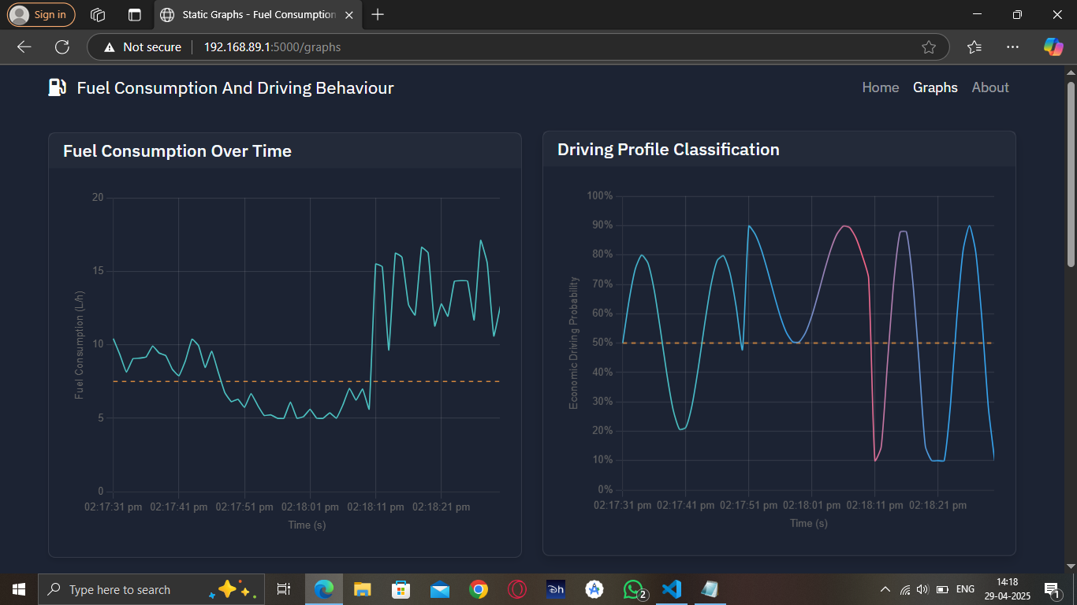 Sign in
Static Graphs - Fuel Consumption
Not secure
192.168.89.1:5000/graphs
Fuel Consumption And Driving Behaviour
Home Graphs About
Fuel Consumption Over Time
20
15
10
5
0
Fuel Consumption (L/h)
02:17:31 pm 02:17:41 pm 02:17:51 pm 02:18:01 pm 02:18:11 pm 02:18:21 pm
Time (s)
Driving Profile Classification
100%
90%
80%
70%
60%
50%
40%
30%
20%
10%
0%
Economic Driving Probability
02:17:31 pm 02:17:41 pm 02:17:51 pm 02:18:01 pm 02:18:11 pm 02:18:21 pm
Time (s)
Type here to search
2
ENG
14:18
29-04-2025
1